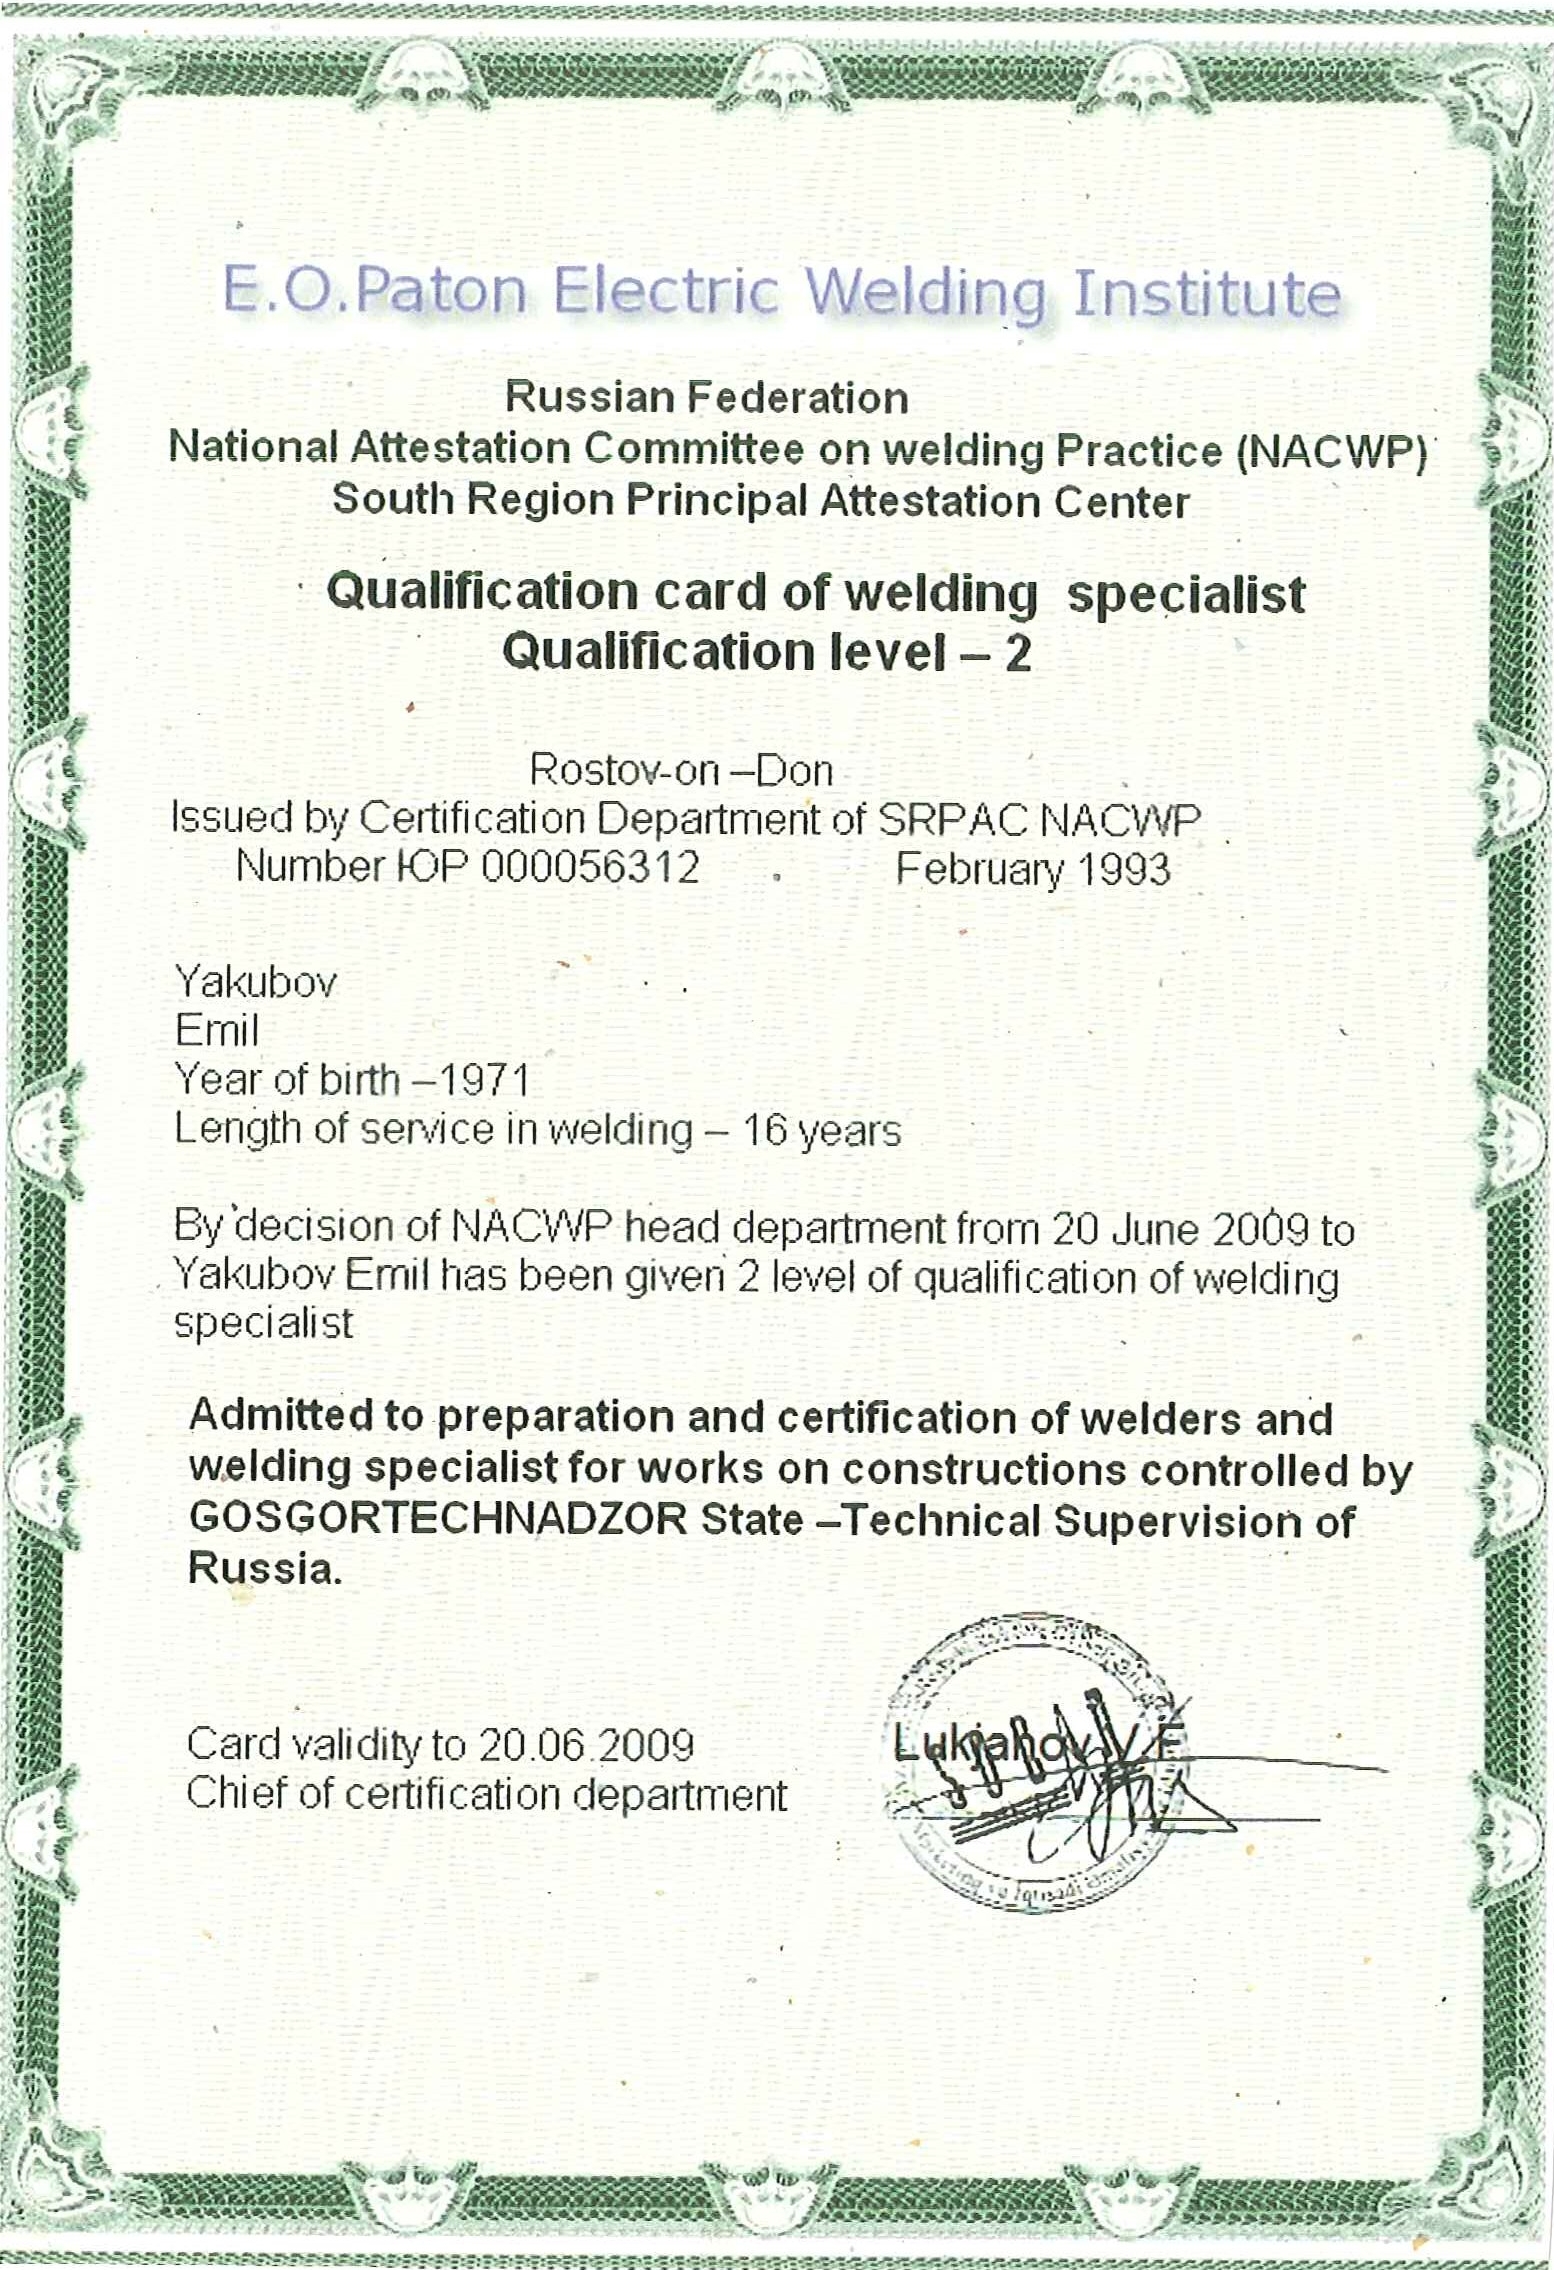 E.O.Paton Electric Welding Institute
Russian Federation
National Attestation Committee on welding Practice (NACWP)
South Region Principal Attestation Center
Qualification card of welding specialist
Qualification level – 2
Rostov-on –Don
Issued by Certification Department of SRPAC NACWP
Number ЮР 000056312 February 1993
Yakubov
Emil
Year of birth –1971
Length of service in welding – 16 years
By decision of NACWP head department from 20 June 2009 to
Yakubov Emil has been given 2 level of qualification of welding
specialist
Admitted to preparation and certification of welders and
welding specialist for works on constructions controlled by
GOSGORTECHNADZOR State –Technical Supervision of
Russia.
Card validity to 20.06.2009 Lukjanov V.F
Chief of certification department